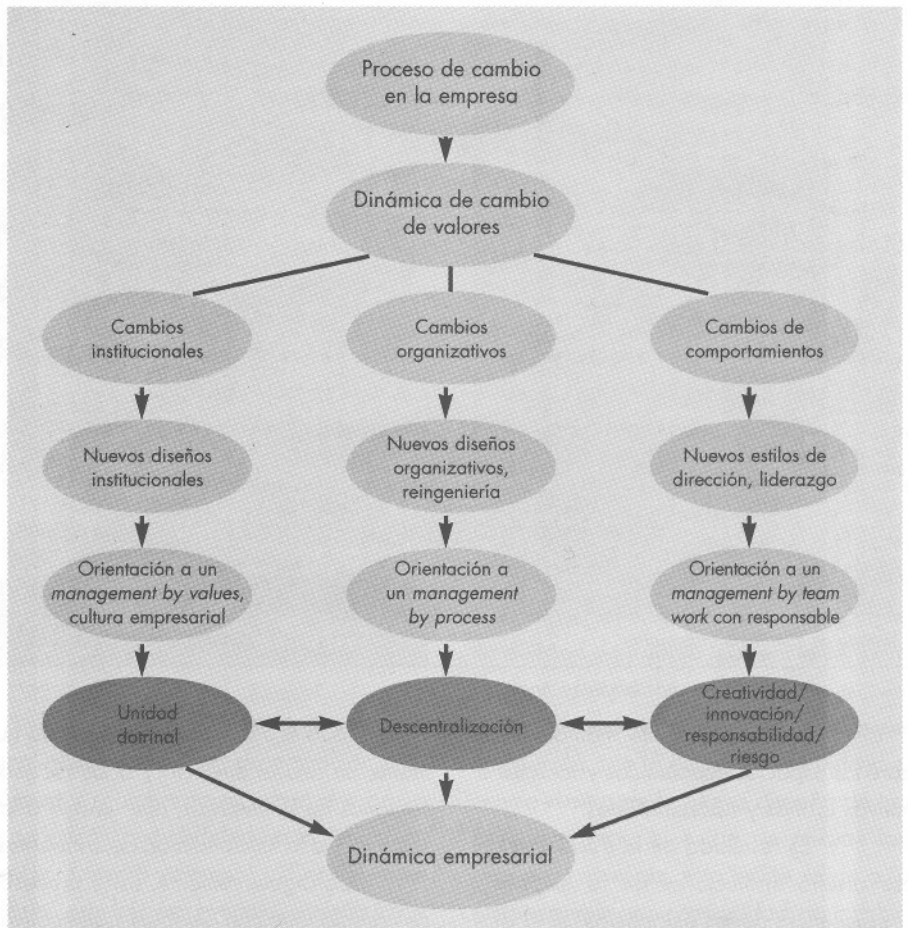 Proceso de cambio
en la empresa
Dinámica de cambio
de valores
Cambios
institucionales
Cambios
organizativos
Cambios de
comportamientos
Nuevos diseños
institucionales
Nuevos diseños
organizativos,
reingeniería
Nuevos estilos de
dirección, liderazgo
Orientación a un
management by values,
cultura empresarial
Orientación a
un management
by process
Orientación a un
management by team
work con responsable
Unidad
dotrinal
Descentralización
Creatividad/
innovación/
responsabilidad/
riesgo
Dinámica empresarial